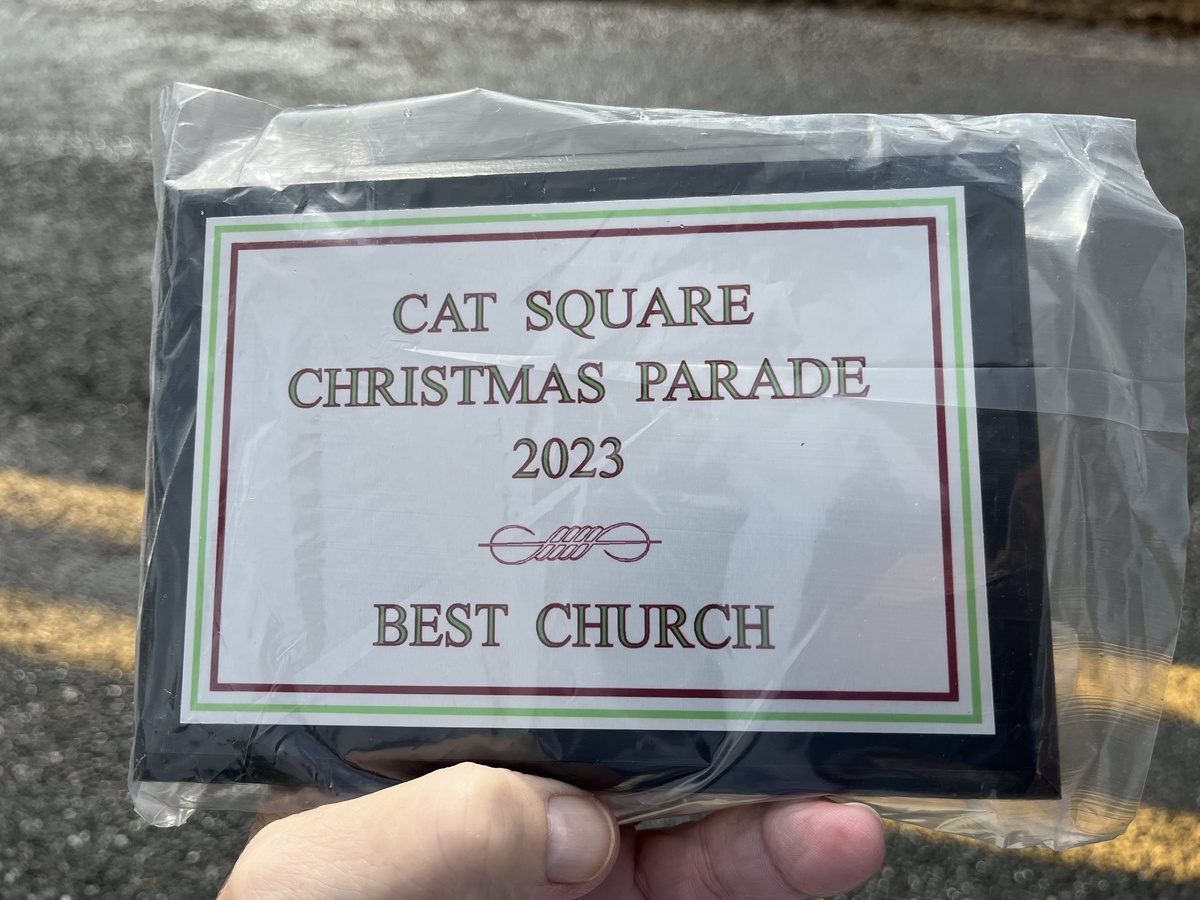 CAT SQUARE
CHRISTMAS PARADE
2023
BEST CHURCH